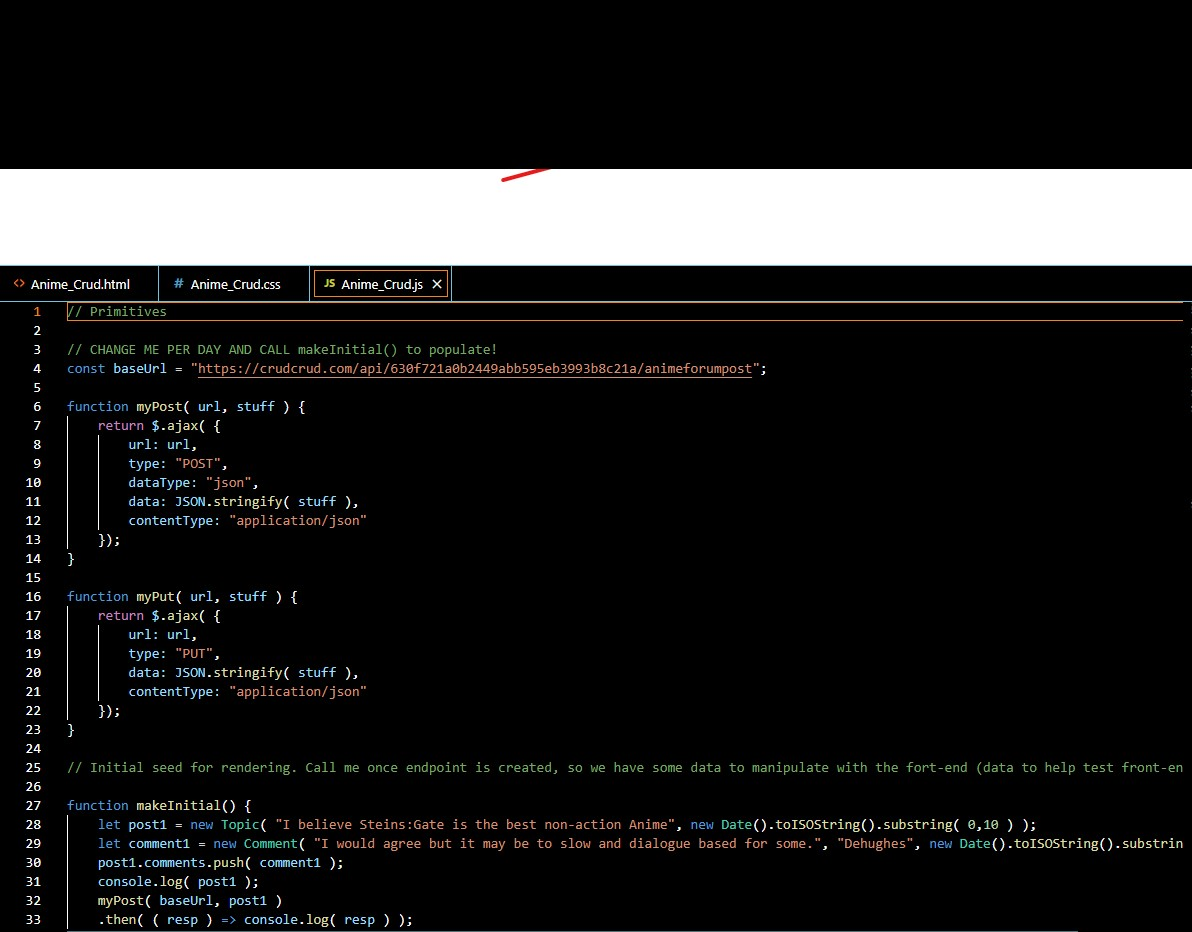 <> Anime_Crud.html # Anime_Crud.css JS Anime_Crud.js ×
1 // Primitives
2
3 // CHANGE ME PER DAY AND CALL makeInitial() to populate!
4 const baseUrl = "https://crudcrud.com/api/630f721a0b2449abb595eb3993b8c21a/animeforumpost";
5
6 function myPost( url, stuff ) {
7 return $.ajax( {
8 url: url,
9 type: "POST",
10 dataType: "json",
11 data: JSON.stringify( stuff ),
12 contentType: "application/json"
13 });
14 }
15
16 function myPut( url, stuff ) {
17 return $.ajax( {
18 url: url,
19 type: "PUT",
20 data: JSON.stringify( stuff ),
21 contentType: "application/json"
22 });
23 }
24
25 // Initial seed for rendering. Call me once endpoint is created, so we have some data to manipulate with the fort-end (data to help test front-en
26
27 function makeInitial() {
28 let post1 = new Topic( "I believe Steins:Gate is the best non-action Anime", new Date().toISOString().substring( 0,10 ) );
29 let comment1 = new Comment( "I would agree but it may be to slow and dialogue based for some.", "Dehughes", new Date().toISOString().substrin
30 post1.comments.push( comment1 );
31 console.log( post1 );
32 myPost( baseUrl, post1 )
33 .then( ( resp ) => console.log( resp ) );